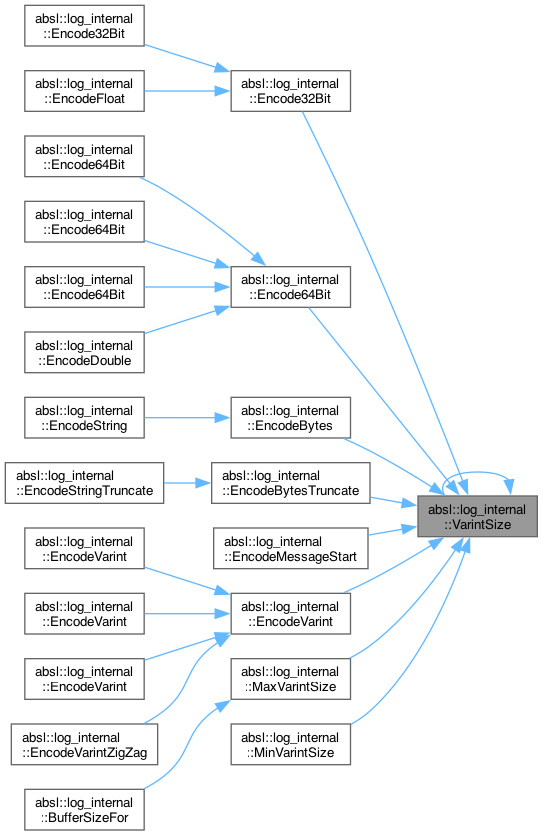 absl::log_internal
::Encode32Bit
absl::log_internal
::EncodeFloat
absl::log_internal
::Encode32Bit
absl::log_internal
::Encode64Bit
absl::log_internal
::Encode64Bit
absl::log_internal
::Encode64Bit
absl::log_internal
::Encode64Bit
absl::log_internal
::EncodeDouble
absl::log_internal
::EncodeString
absl::log_internal
::EncodeBytes
absl::log_internal
::EncodeStringTruncate
absl::log_internal
::EncodeBytesTruncate
absl::log_internal
::VarintSize
absl::log_internal
::EncodeVarint
absl::log_internal
::EncodeMessageStart
absl::log_internal
::EncodeVarint
absl::log_internal
::EncodeVarint
absl::log_internal
::EncodeVarint
absl::log_internal
::MaxVarintSize
absl::log_internal
::EncodeVarintZigZag
absl::log_internal
::MinVarintSize
absl::log_internal
::BufferSizeFor